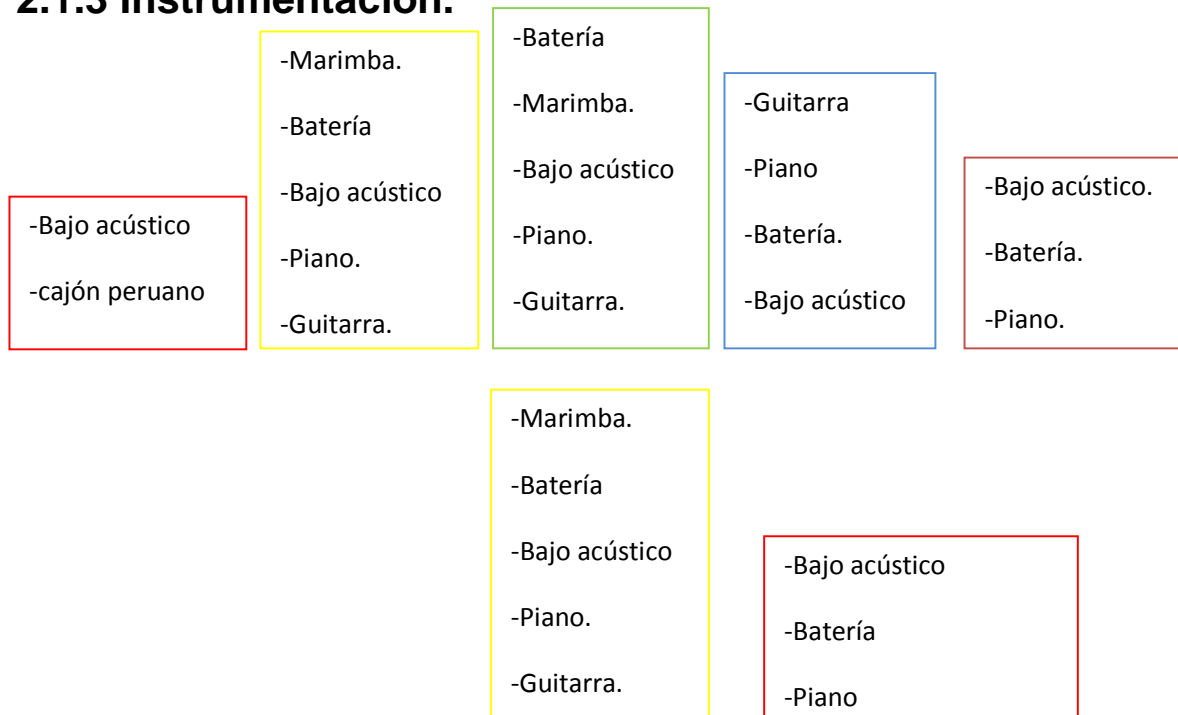 2.1.3 Instrumentación.
-Bajo acústico
-cajón peruano
-Marimba.
-Batería
-Bajo acústico
-Piano.
-Guitarra.
-Batería
-Marimba.
-Bajo acústico
-Piano.
-Guitarra.
-Guitarra
-Piano
-Batería.
-Bajo acústico
-Bajo acústico.
-Batería.
-Piano.
-Marimba.
-Batería
-Bajo acústico
-Piano.
-Guitarra.
-Bajo acústico
-Batería
-Piano